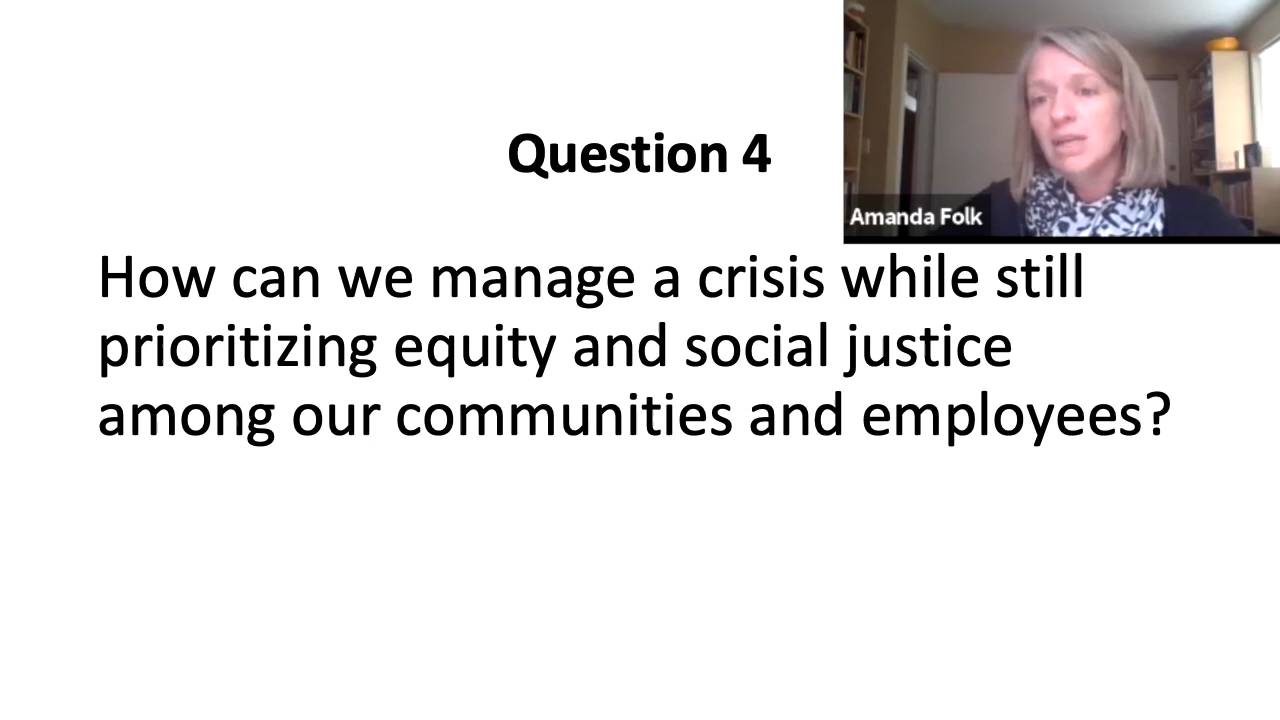 Question 4
Amanda Folk
How can we manage a crisis while still
prioritizing equity and social justice
among our communities and employees?